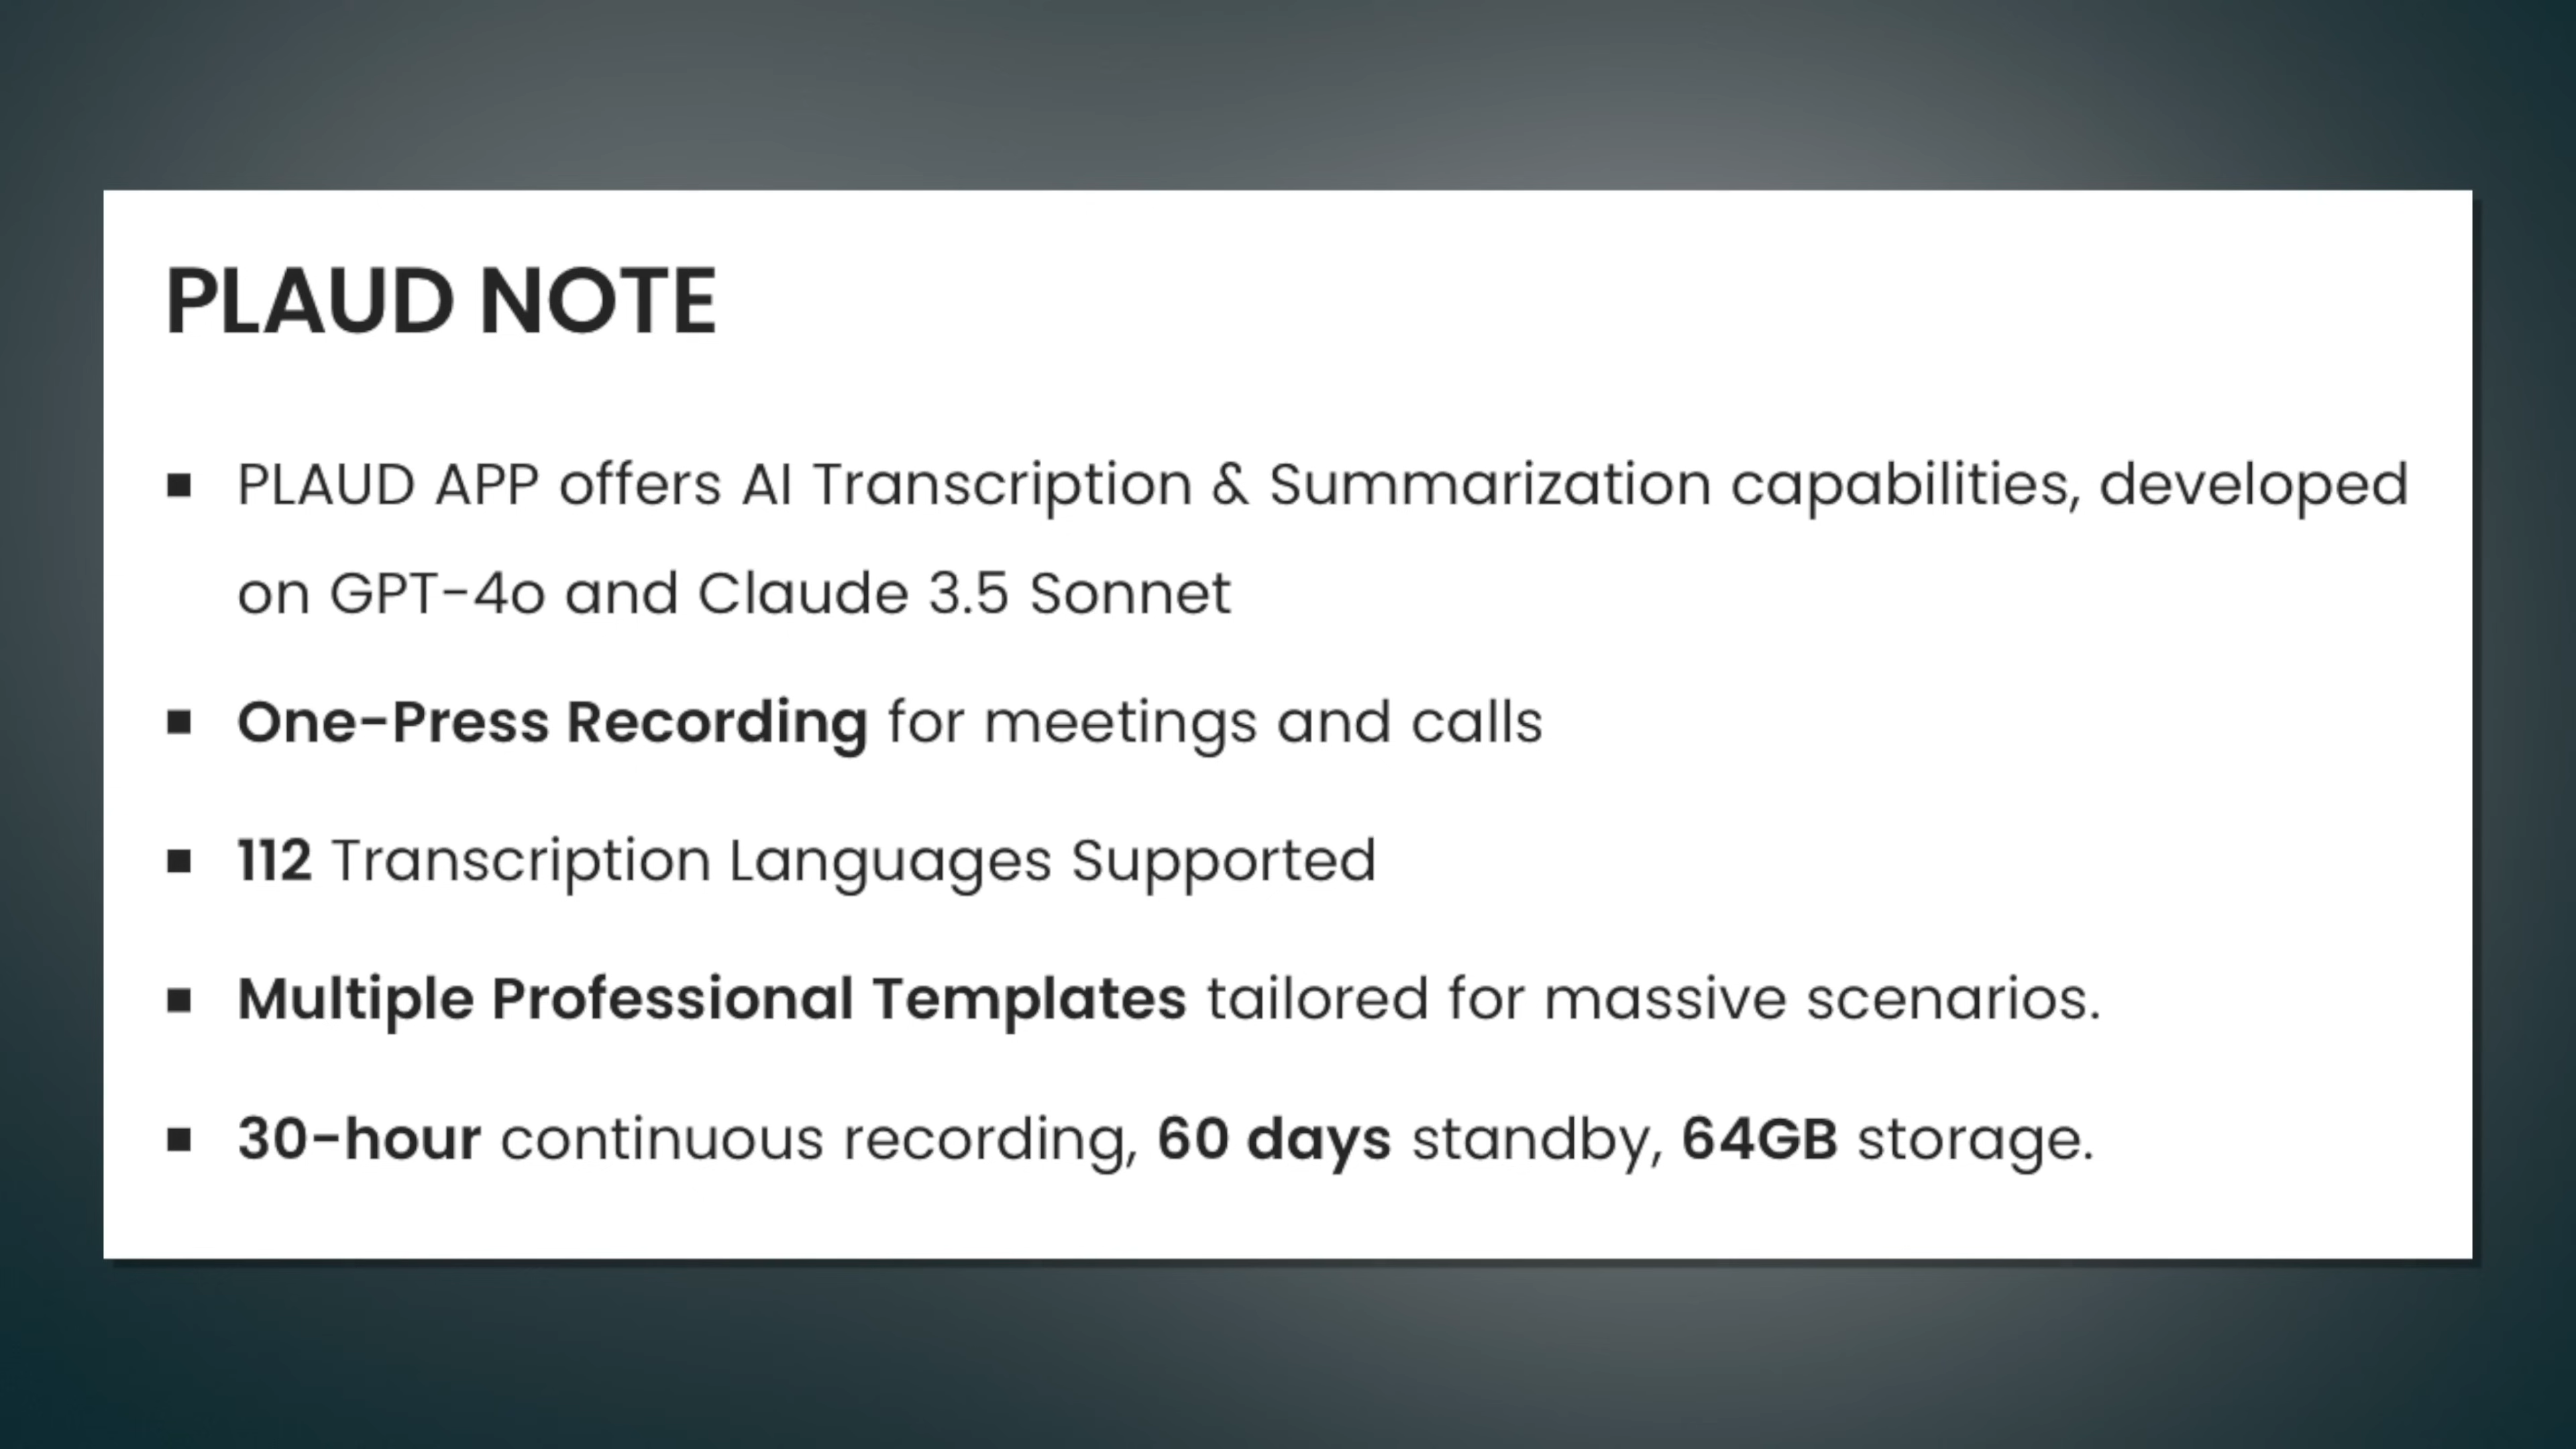 PLAUD NOTE
▪ PLAUD APP offers AI Transcription & Summarization capabilities, developed
on GPT-4o and Claude 3.5 Sonnet
▪ One-Press Recording for meetings and calls
▪ 112 Transcription Languages Supported
▪ Multiple Professional Templates tailored for massive scenarios.
▪ 30-hour continuous recording, 60 days standby, 64GB storage.